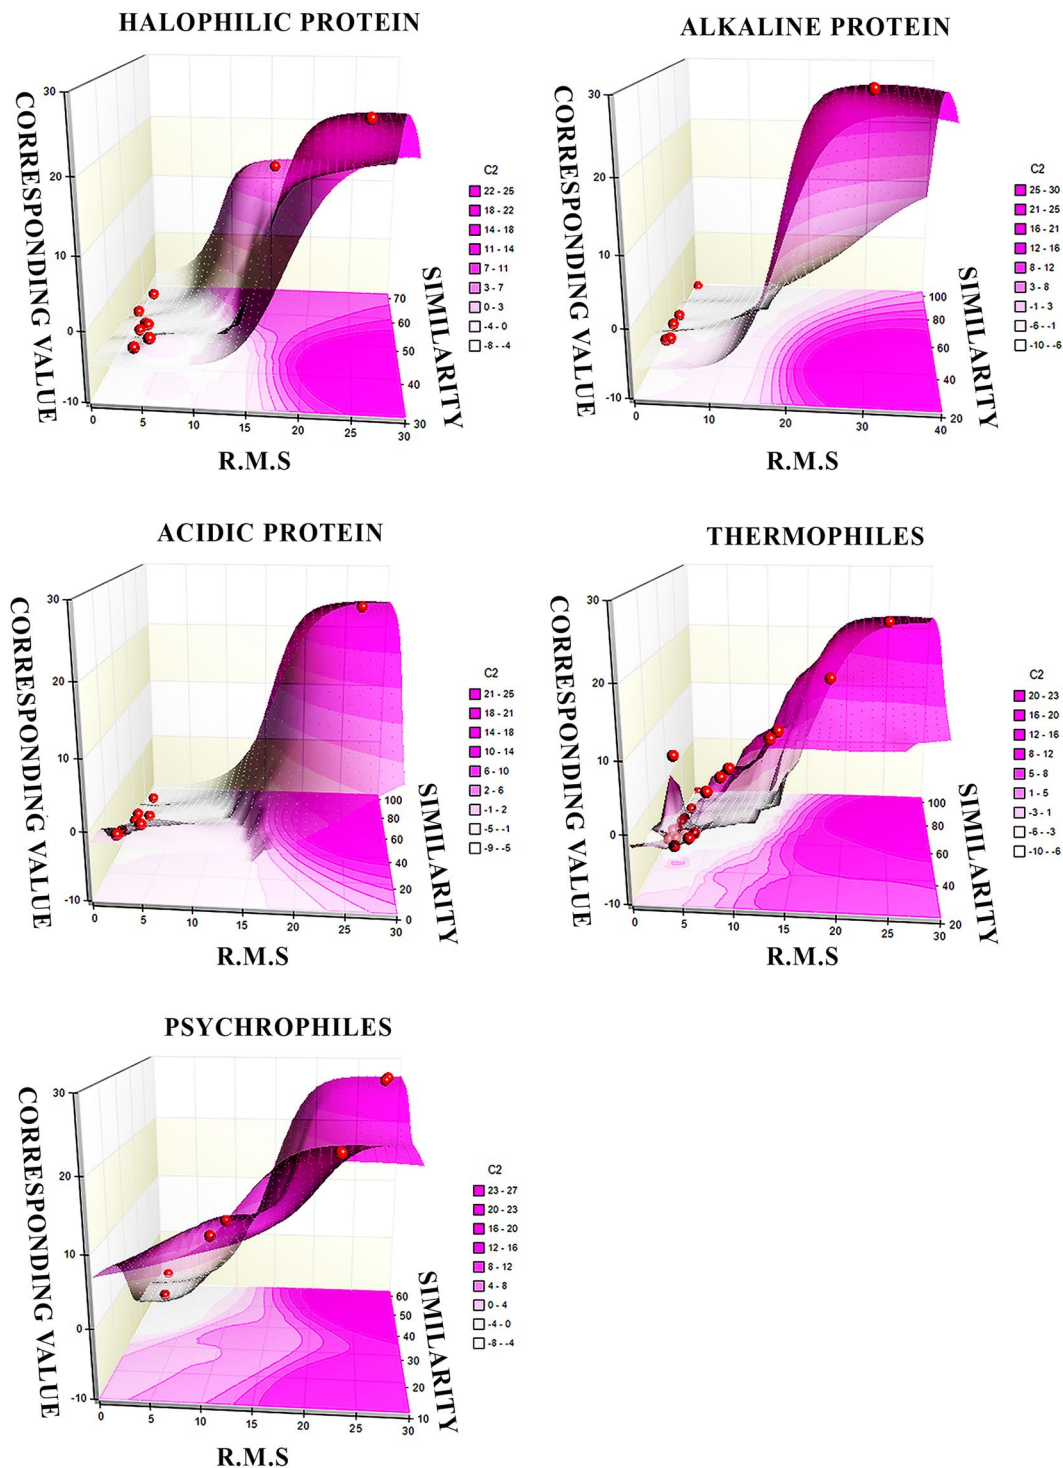 HALOPHILIC PROTEIN
CORRESPONDING VALUE
30
20
10
0
-10
0
5
10
15
20
25
30
R.M.S
70
60
50
40
30
SIMILARITY
C2
22 - 25
18 - 22
14 - 18
11 - 14
7 - 11
3 - 7
0 - 3
-4 - 0
-8 - -4
ALKALINE PROTEIN
CORRESPONDING VALUE
30
20
10
0
-10
0
10
20
30
40
R.M.S
100
80
60
40
20
SIMILARITY
C2
25 - 30
21 - 25
16 - 21
12 - 16
8 - 12
3 - 8
-1 - 3
-6 - -1
-10 - -6
ACIDIC PROTEIN
CORRESPONDING VALUE
30
20
10
0
-10
0
5
10
15
20
25
30
R.M.S
100
80
60
40
20
0
SIMILARITY
C2
21 - 25
18 - 21
14 - 18
10 - 14
6 - 10
2 - 6
-1 - 2
-5 - -1
-9 - -5
THERMOPHILES
CORRESPONDING VALUE
30
20
10
0
-10
0
5
10
15
20
25
30
R.M.S
100
80
60
40
20
SIMILARITY
C2
20 - 23
16 - 20
12 - 16
8 - 12
5 - 8
1 - 5
-3 - 1
-6 - -3
-10 - -6
PSYCHROPHILES
CORRESPONDING VALUE
30
20
10
0
-10
0
5
10
15
20
25
30
R.M.S
60
50
40
30
20
10
SIMILARITY
C2
23 - 27
20 - 23
16 - 20
12 - 16
8 - 12
4 - 8
0 - 4
-4 - 0
-8 - -4